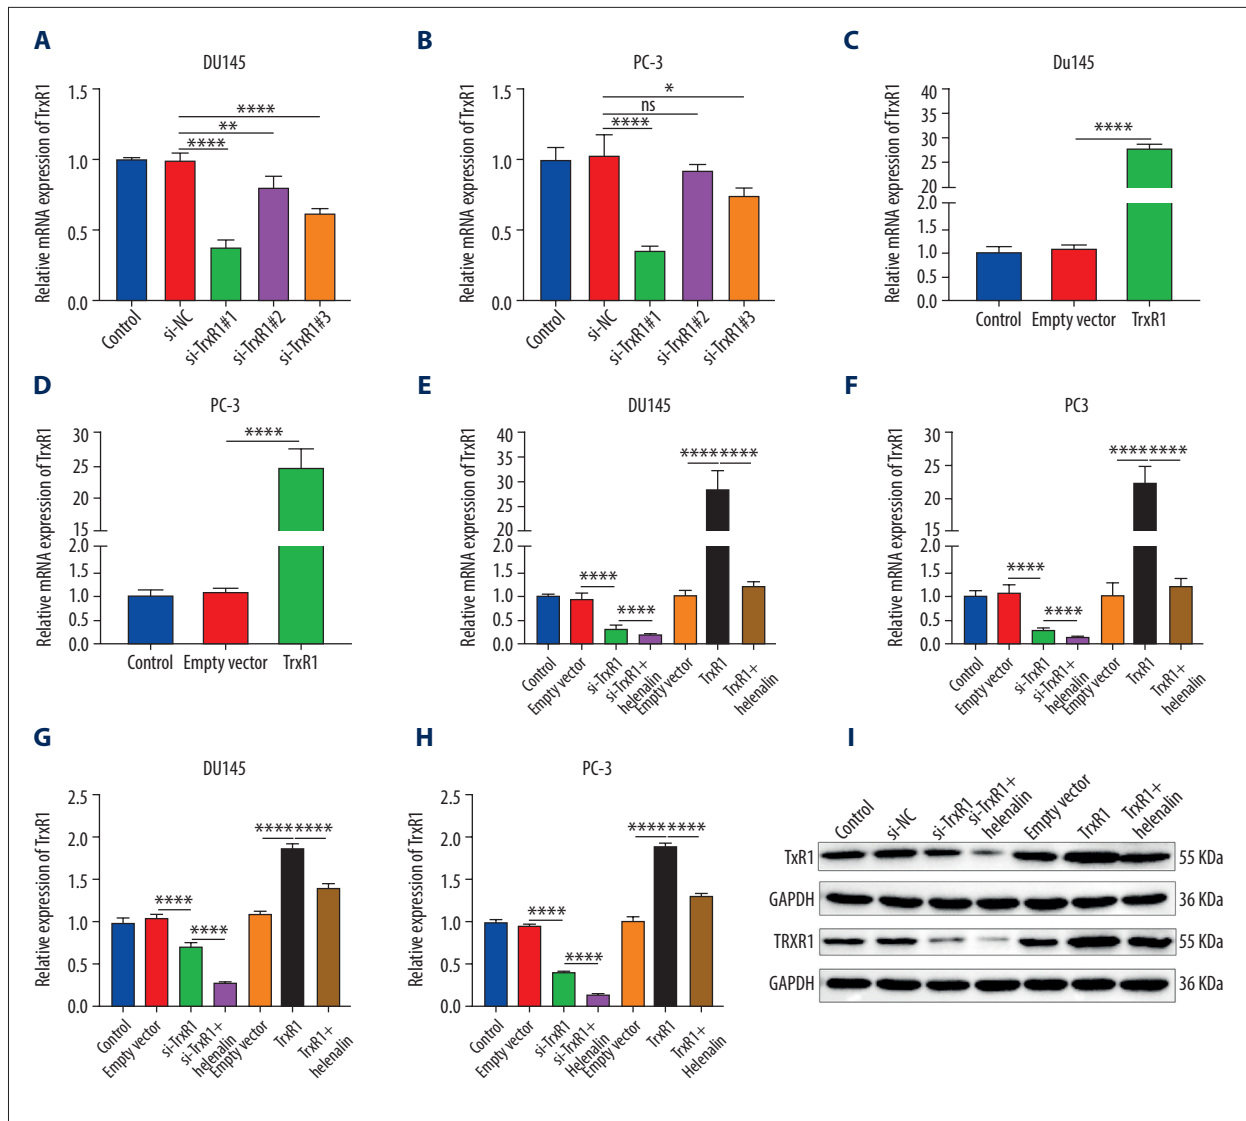 A
DU145
Relative mRNA expression of TrxR1
1.5
1.0
0.5
0.0
****
**
****
Control
si-NC
si-TrxR1#1
si-TrxR1#2
si-TrxR1#3
B
PC-3
Relative mRNA expression of TrxR1
1.5
1.0
0.5
0.0
*
ns
****
Control
si-NC
si-TrxR1#1
si-TrxR1#2
si-TrxR1#3
C
Du145
Relative mRNA expression of TrxR1
40
35
30
25
20
2.0
1.5
1.0
0.5
0.0
****
Control
Empty vector
TrxR1
D
PC-3
Relative mRNA expression of TrxR1
30
25
20
15
2.0
1.5
1.0
0.5
0.0
****
Control
Empty vector
TrxR1
E
DU145
Relative mRNA expression of TrxR1
40
35
30
25
20
2.0
1.5
1.0
0.5
0.0
****
****
****
****
Control
Empty vector
si-TrxR1
si-TrxR1+
helenalin
Empty vector
TrxR1
TrxR1+
helenalin
F
PC3
Relative mRNA expression of TrxR1
30
25
20
15
2.0
1.5
1.0
0.5
0.0
****
****
****
****
Control
Empty vector
si-TrxR1
si-TrxR1+
helenalin
Empty vector
TrxR1
TrxR1+
helenalin
G
DU145
Relative expression of TrxR1
2.5
2.0
1.5
1.0
0.5
0.0
****
****
****
****
Control
Empty vector
si-TrxR1
si-TrxR1+
helenalin
Empty vector
TrxR1
TrxR1+
helenalin
H
PC-3
Relative expression of TrxR1
2.5
2.0
1.5
1.0
0.5
0.0
****
****
****
****
Control
Empty vector
si-TrxR1
si-TrxR1+
Helenalin
Empty vector
TrxR1
TrxR1+
Helenalin
I
Control
si-NC
si-TrxR1
si-TrxR1+
helenalin
Empty vector
TrxR1
TrxR1+
helenalin
TxR1 55 KDa
GAPDH 36 KDa
TRXR1 55 KDa
GAPDH 36 KDa